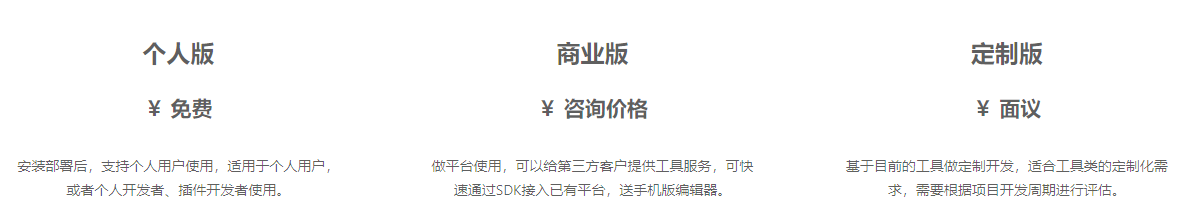 个人版
¥ 免费
安装部署后，支持个人用户使用，适用于个人用户，
或者个人开发者、插件开发者使用。
商业版
¥ 咨询价格
做平台使用，可以给第三方客户提供工具服务，可快
速通过SDK接入已有平台，送手机版编辑器。
定制版
¥ 面议
基于目前的工具做定制开发，适合工具类的定制化需
求，需要根据项目开发周期进行评估。